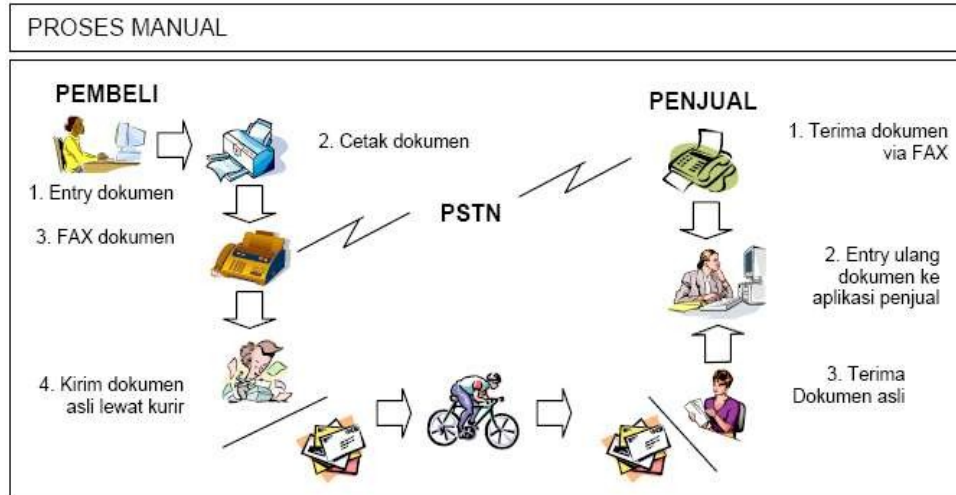 PROSES MANUAL
PEMBELI
1. Entry dokumen
2. Cetak dokumen
3. FAX dokumen
4. Kirim dokumen
asli lewat kurir
PSTN
PENJUAL
1. Terima dokumen
via FAX
2. Entry ulang
dokumen ke
aplikasi penjual
3. Terima
Dokumen asli